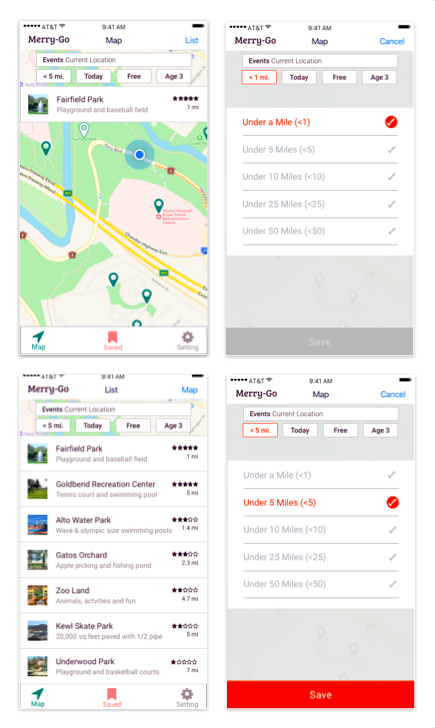 AT&T 9:41 AM
Merry-Go Map List
Events Current Location
< 5 mi. Today Free Age 3
Fairfield Park
Playground and baseball field .1 mi
Map Saved Setting
AT&T 9:41 AM
Merry-Go Map Cancel
Events Current Location
< 1 mi. Today Free Age 3
Under a Mile (<1)
Under 5 Miles (<5)
Under 10 Miles (<10)
Under 25 Miles (<25)
Under 50 Miles (<50)
Save
AT&T 9:41 AM
Merry-Go List Map
Events Current Location
< 5 mi. Today Free Age 3
Fairfield Park
Playground and baseball field .1 mi
Goldbend Recreation Center
Tennis court and swimming pool .5 mi
Alto Water Park
Wave & olympic size swimming pools 1.4 mi
Gatos Orchard
Apple picking and fishing pond 2.3 mi
Zoo Land
Animals, actvities and fun 4.7 mi
Kewl Skate Park
20,000 sq feet paved with 1/2 pipe 5 mi
Underwood Park
Playground and basketball courts 7 mi
Map Saved Setting
AT&T 9:41 AM
Merry-Go Map Cancel
Events Current Location
< 5 mi. Today Free Age 3
Under a Mile (<1)
Under 5 Miles (<5)
Under 10 Miles (<10)
Under 25 Miles (<25)
Under 50 Miles (<50)
Save